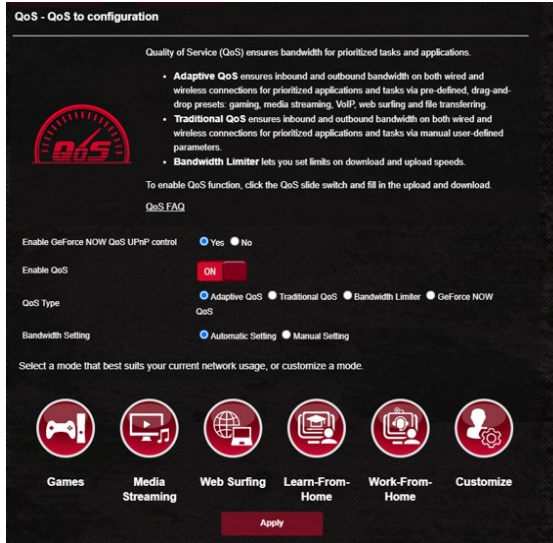 QoS - QoS to configuration
Quality of Service (QoS) ensures bandwidth for prioritized tasks and applications.
• Adaptive QoS ensures inbound and outbound bandwidth on both wired and
wireless connections for prioritized applications and tasks via pre-defined, drag-and-
drop presets: gaming, media streaming, VoIP, web surfing and file transferring.
• Traditional QoS ensures inbound and outbound bandwidth on both wired and
wireless connections for prioritized applications and tasks via manual user-defined
parameters.
• Bandwidth Limiter lets you set limits on download and upload speeds.
QoS
To enable QoS function, click the QoS slide switch and fill in the upload and download.
QoS FAQ
Enable GeForce NOW QoS UPnP control Yes No
Enable QoS ON
QoS Type Adaptive QoS Traditional QoS Bandwidth Limiter GeForce NOW
QoS
Bandwidth Setting Automatic Setting Manual Setting
Select a mode that best suits your current network usage, or customize a mode.
Games Media Web Surfing Learn-From- Work-From- Customize
Streaming Home Home
Apply